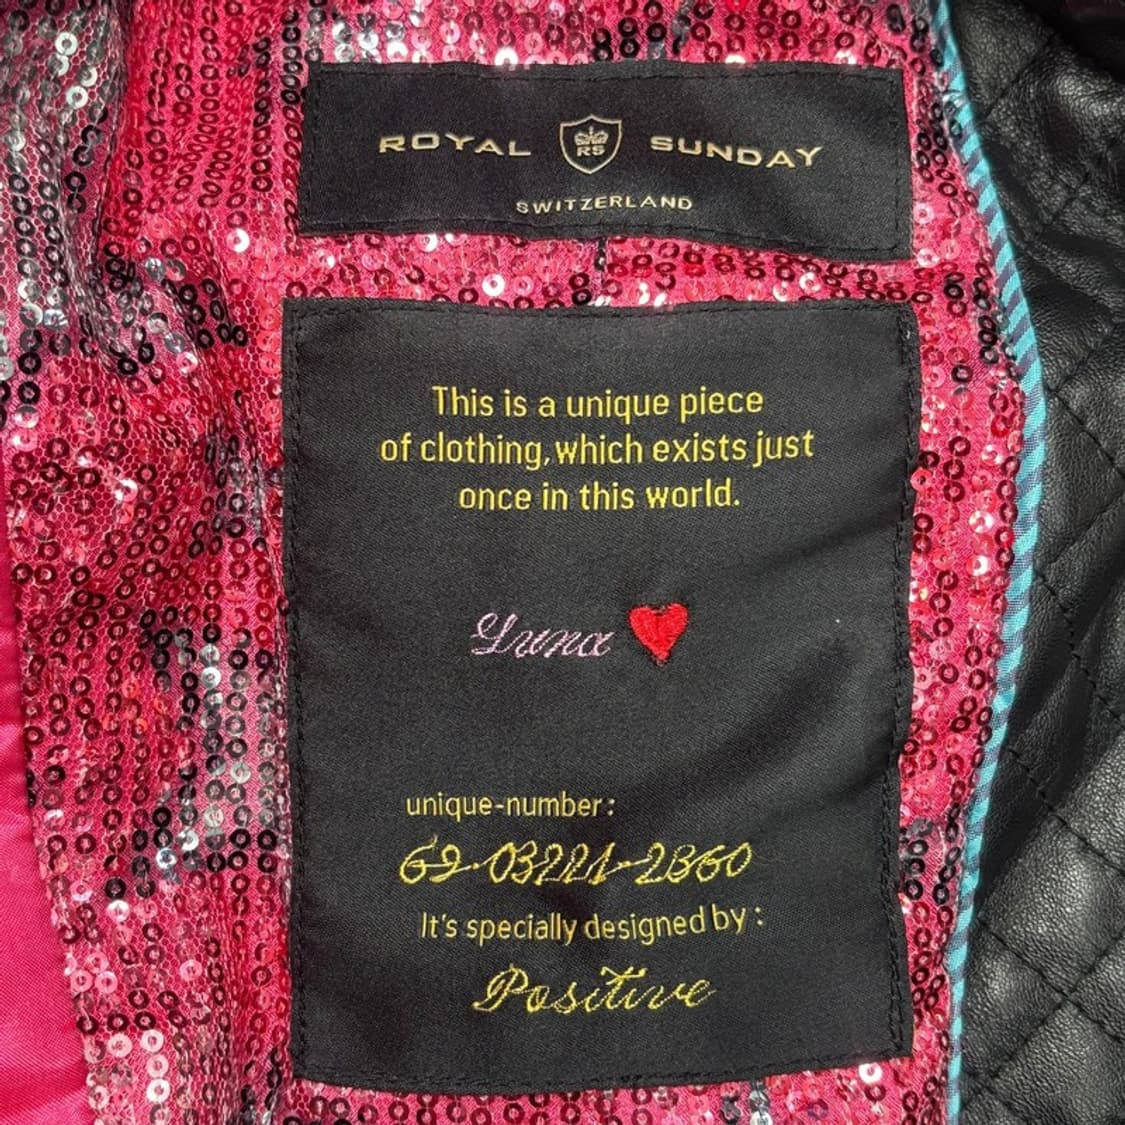 ROYAL RS SUNDAY
SWITZERLAND
This is a unique piece
of clothing, which exists just
once in this world.
Luna
unique-number:
62-03221-2360
It's specially designed by:
Positive